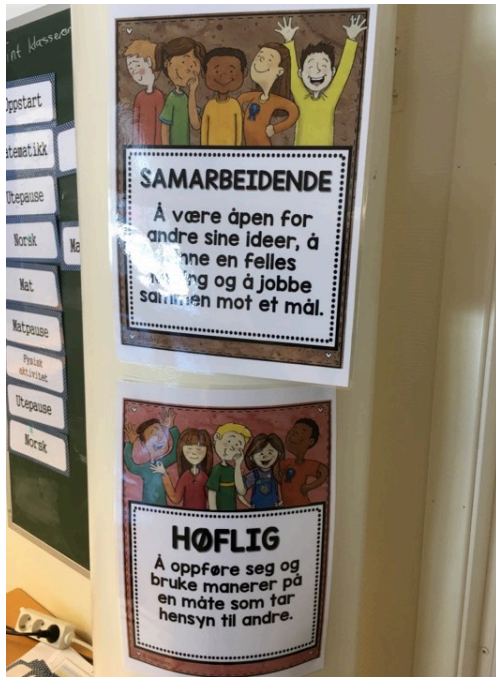 Oppstart
Utepause
Norsk
Mat
Matpause
Fysisk
aktivitet
Utepause
Norsk
SAMARBEIDENDE
Å være åpen for
andre sine ideer, å
en felles
og å jobbe
sammen mot et mål.
HØFLIG
Å oppføre seg og
bruke manerer på
en måte som tar
hensyn til andre.